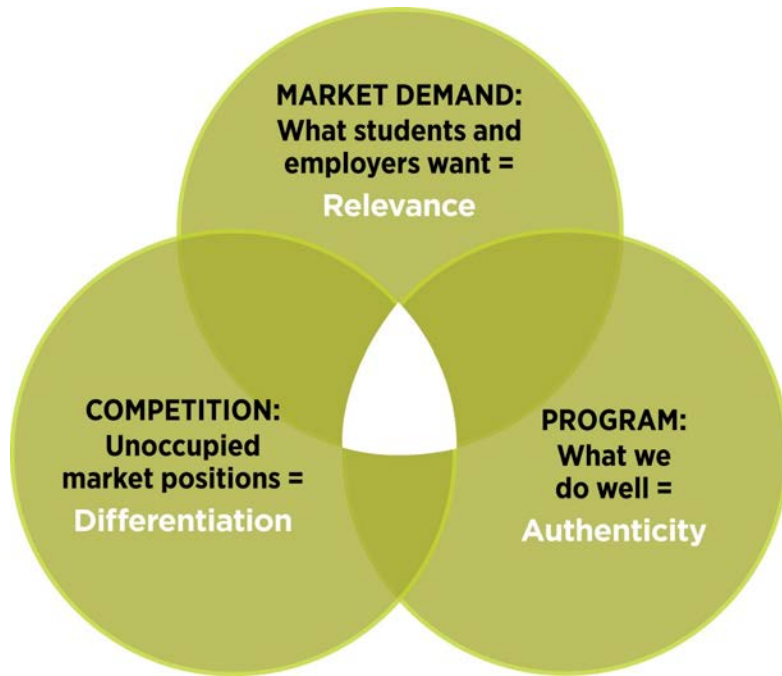 MARKET DEMAND:
What students and
employers want =
Relevance
COMPETITION:
Unoccupied
market positions =
Differentiation
PROGRAM:
What we
do well =
Authenticity